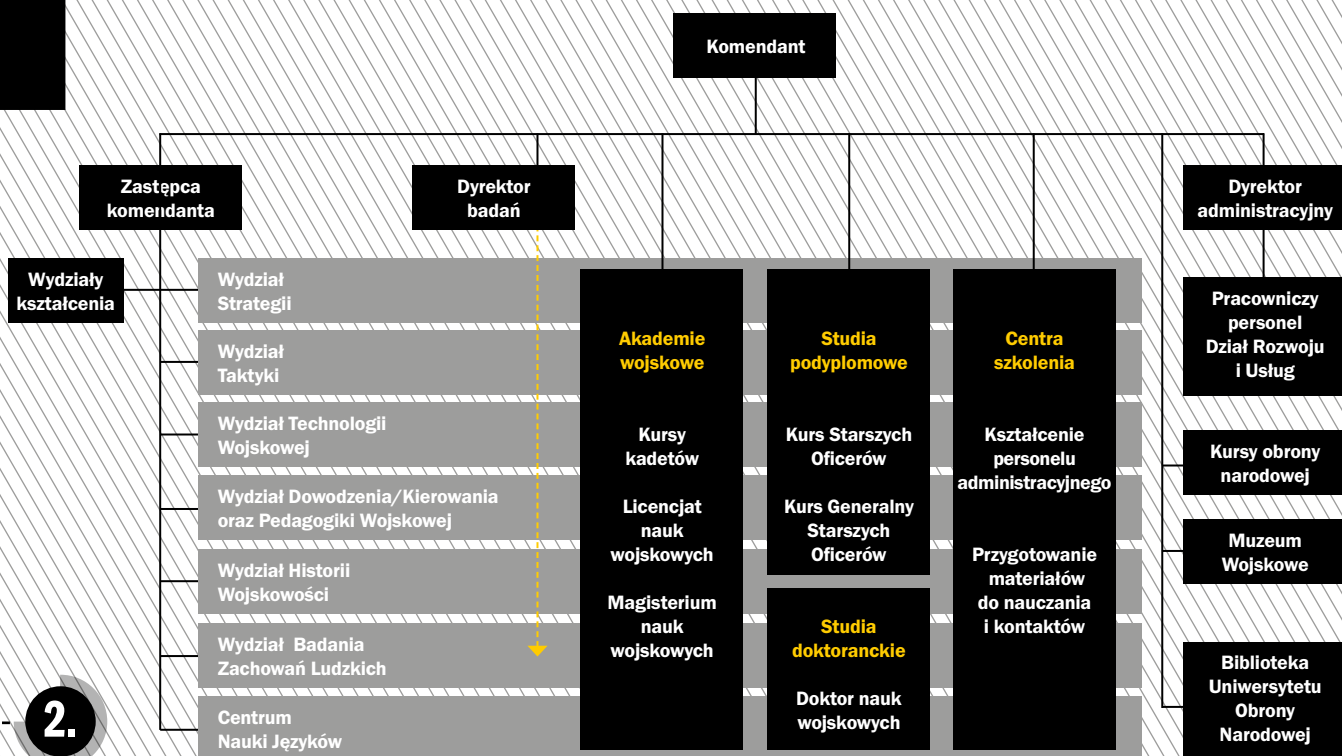 Komendant
Zastępca
komendanta
Dyrektor
badań
Dyrektor
administracyjny
Wydziały
kształcenia
Wydział
Strategii
Wydział
Taktyki
Wydział Technologii
Wojskowej
Wydział Dowodzenia/Kierowania
oraz Pedagogiki Wojskowej
Wydział Historii
Wojskowości
Wydział Badania
Zachowań Ludzkich
Centrum
Nauki Języków
Akademie
wojskowe
Kursy
kadetów
Licencjat
nauk
wojskowych
Magisterium
nauk
wojskowych
Studia
podyplomowe
Kurs Starszych
Oficerów
Kurs Generalny
Starszych
Oficerów
Studia
doktoranckie
Doktor nauk
wojskowych
Centra
szkolenia
Kształcenie
personelu
administracyjnego
Przygotowanie
materiałów
do nauczania
i kontaktów
Pracowniczy
personel
Dział Rozwoju
i Usług
Kursy obrony
narodowej
Muzeum
Wojskowe
Biblioteka
Uniwersytetu
Obrony
Narodowej
2.